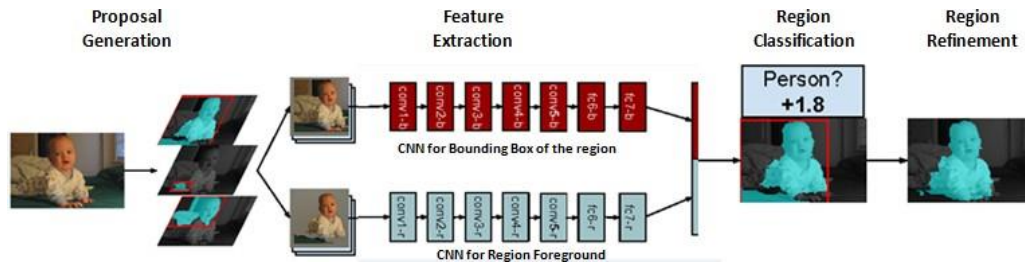 Proposal
Generation
Feature
Extraction
Region
Classification
Region
Refinement
Person?
+1.8
conv1-b
conv2-b
conv3-b
conv4-b
conv5-b
fc6-b
fc7-b
CNN for Bounding Box of the region
conv1-r
conv2-r
conv3-r
conv4-r
conv5-r
fc6-r
fc7-r
CNN for Region Foreground